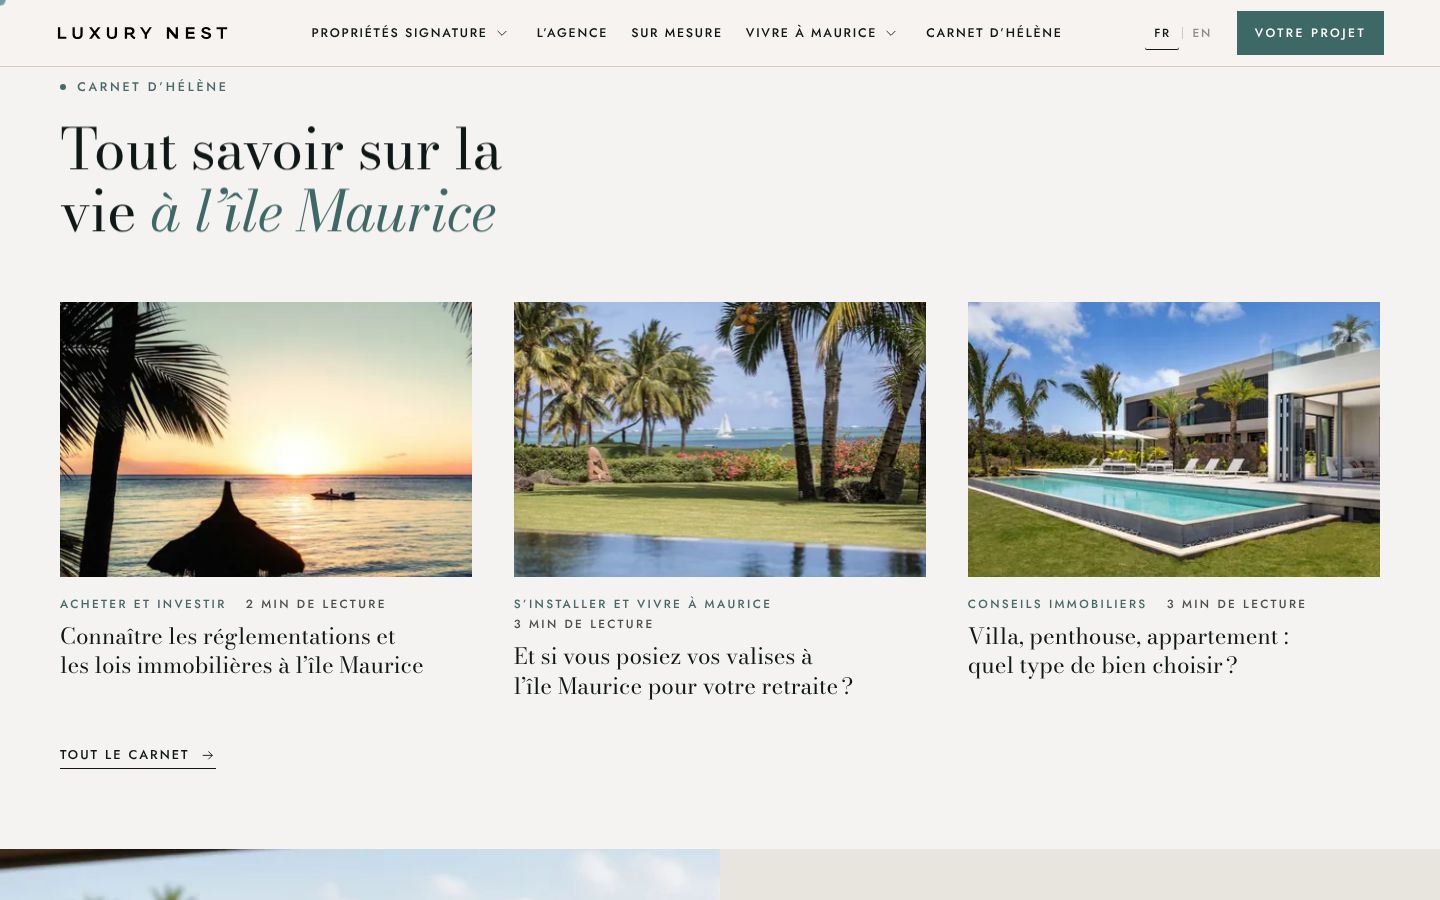 LUXURY NEST
PROPRIÉTÉS SIGNATURE
L’AGENCE
SUR MESURE
VIVRE À MAURICE
CARNET D’HÉLÈNE
FR
EN
VOTRE PROJET
CARNET D’HÉLÈNE
Tout savoir sur la
vie à l’île Maurice
ACHETER ET INVESTIR 2 MIN DE LECTURE
Connaître les réglementations et
les lois immobilières à l’île Maurice
S’INSTALLER ET VIVRE À MAURICE
3 MIN DE LECTURE
Et si vous posiez vos valises à
l’île Maurice pour votre retraite ?
CONSEILS IMMOBILIERS 3 MIN DE LECTURE
Villa, penthouse, appartement :
quel type de bien choisir ?
TOUT LE CARNET